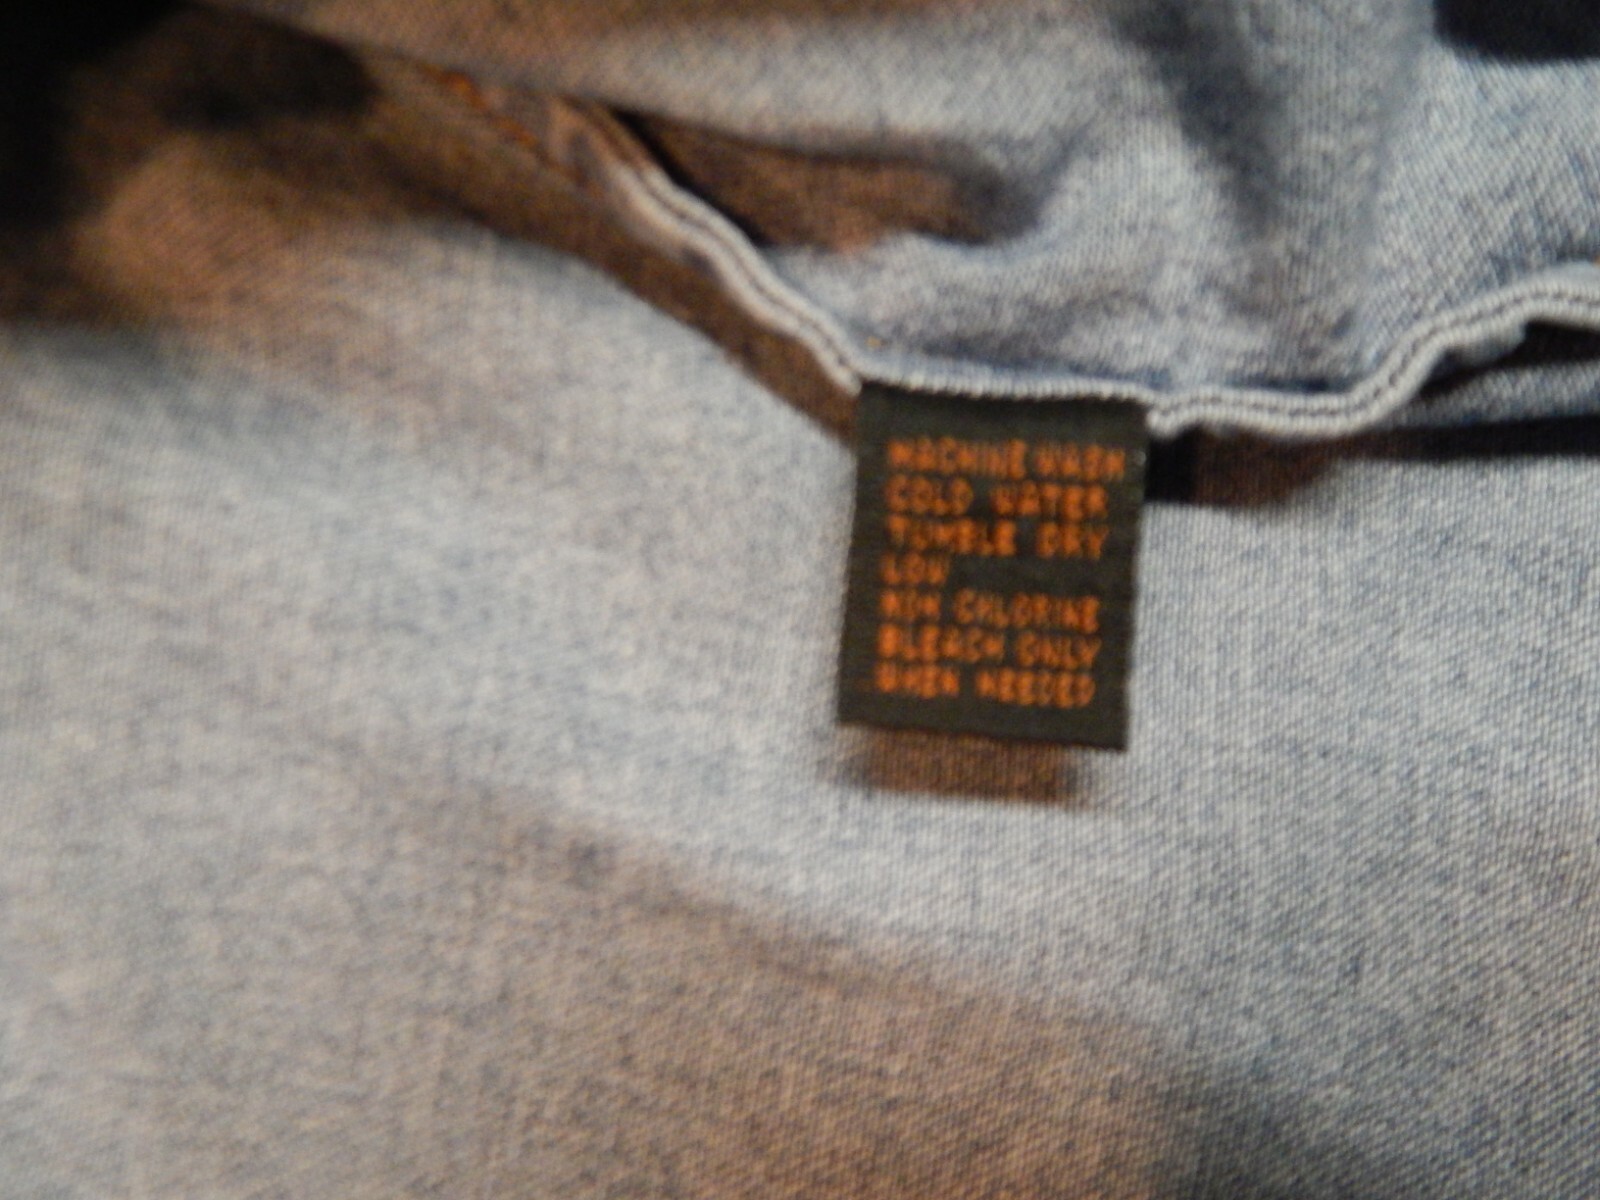 MACHINE WASH
COLD WATER
TUMBLE DRY
LOW
NON CHLORINE
BLEACH ONLY
WHEN NEEDED